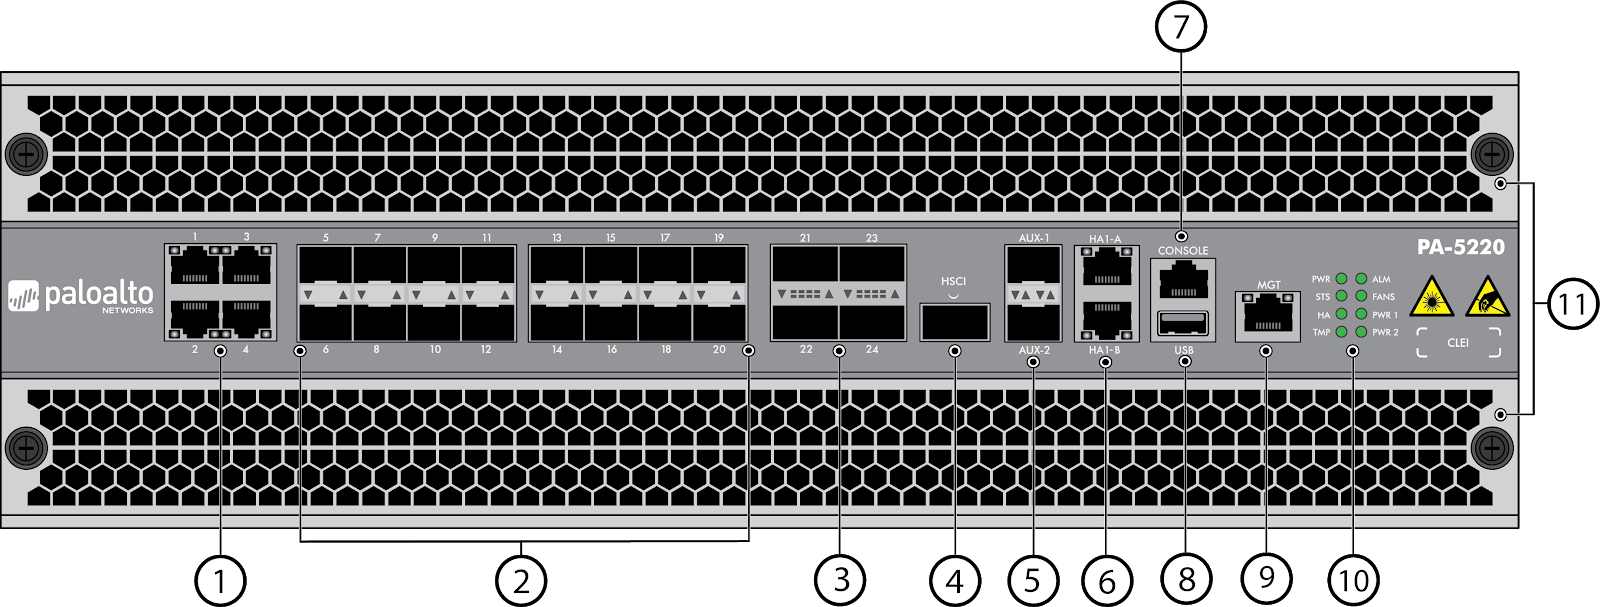 7
1 3 5 7 9 11 13 15 17 19 21 23 AUX-1 HA1-A CONSOLE PA-5220
paloalto
NETWORKS
HSCI
MGT
PWR ALM
STS FANS
HA PWR 1
TMP PWR 2
CLEI
2 4 6 8 10 12 14 16 18 20 22 24 AUX-2 HA1-B USB
11
1 2 3 4 5 6 8 9 10